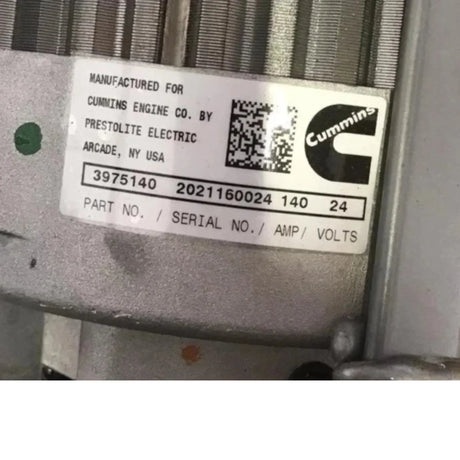 MANUFACTURED FOR
CUMMINS ENGINE CO. BY
PRESTOLITE ELECTRIC
ARCADE, NY USA
Cummins
3975140 2021160024 140 24
PART NO. / SERIAL NO./ AMP/ VOLTS